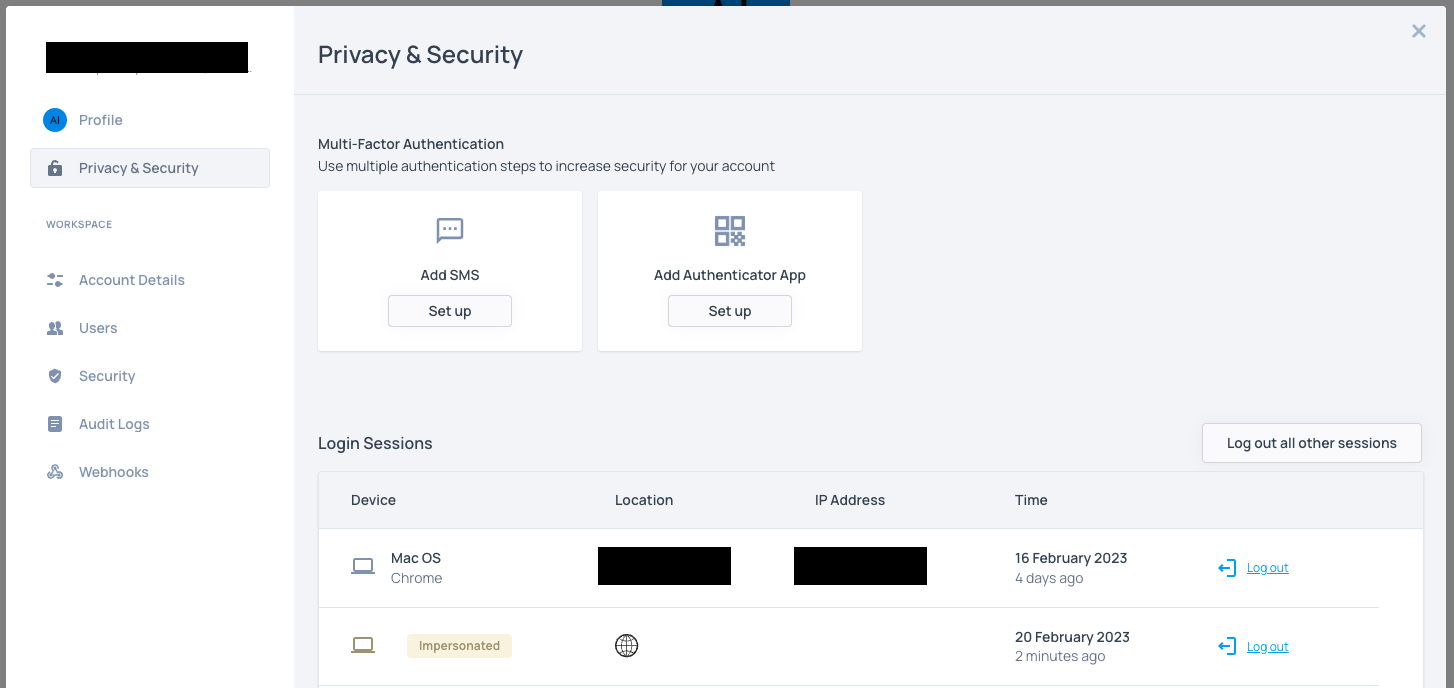 Privacy & Security
AI Profile
Privacy & Security
WORKSPACE
Account Details
Users
Security
Audit Logs
Webhooks
Multi-Factor Authentication
Use multiple authentication steps to increase security for your account
Add SMS
Set up
Add Authenticator App
Set up
Login Sessions
Log out all other sessions
Device Location IP Address Time
Mac OS
Chrome
16 February 2023
4 days ago
Log out
Impersonated
20 February 2023
2 minutes ago
Log out